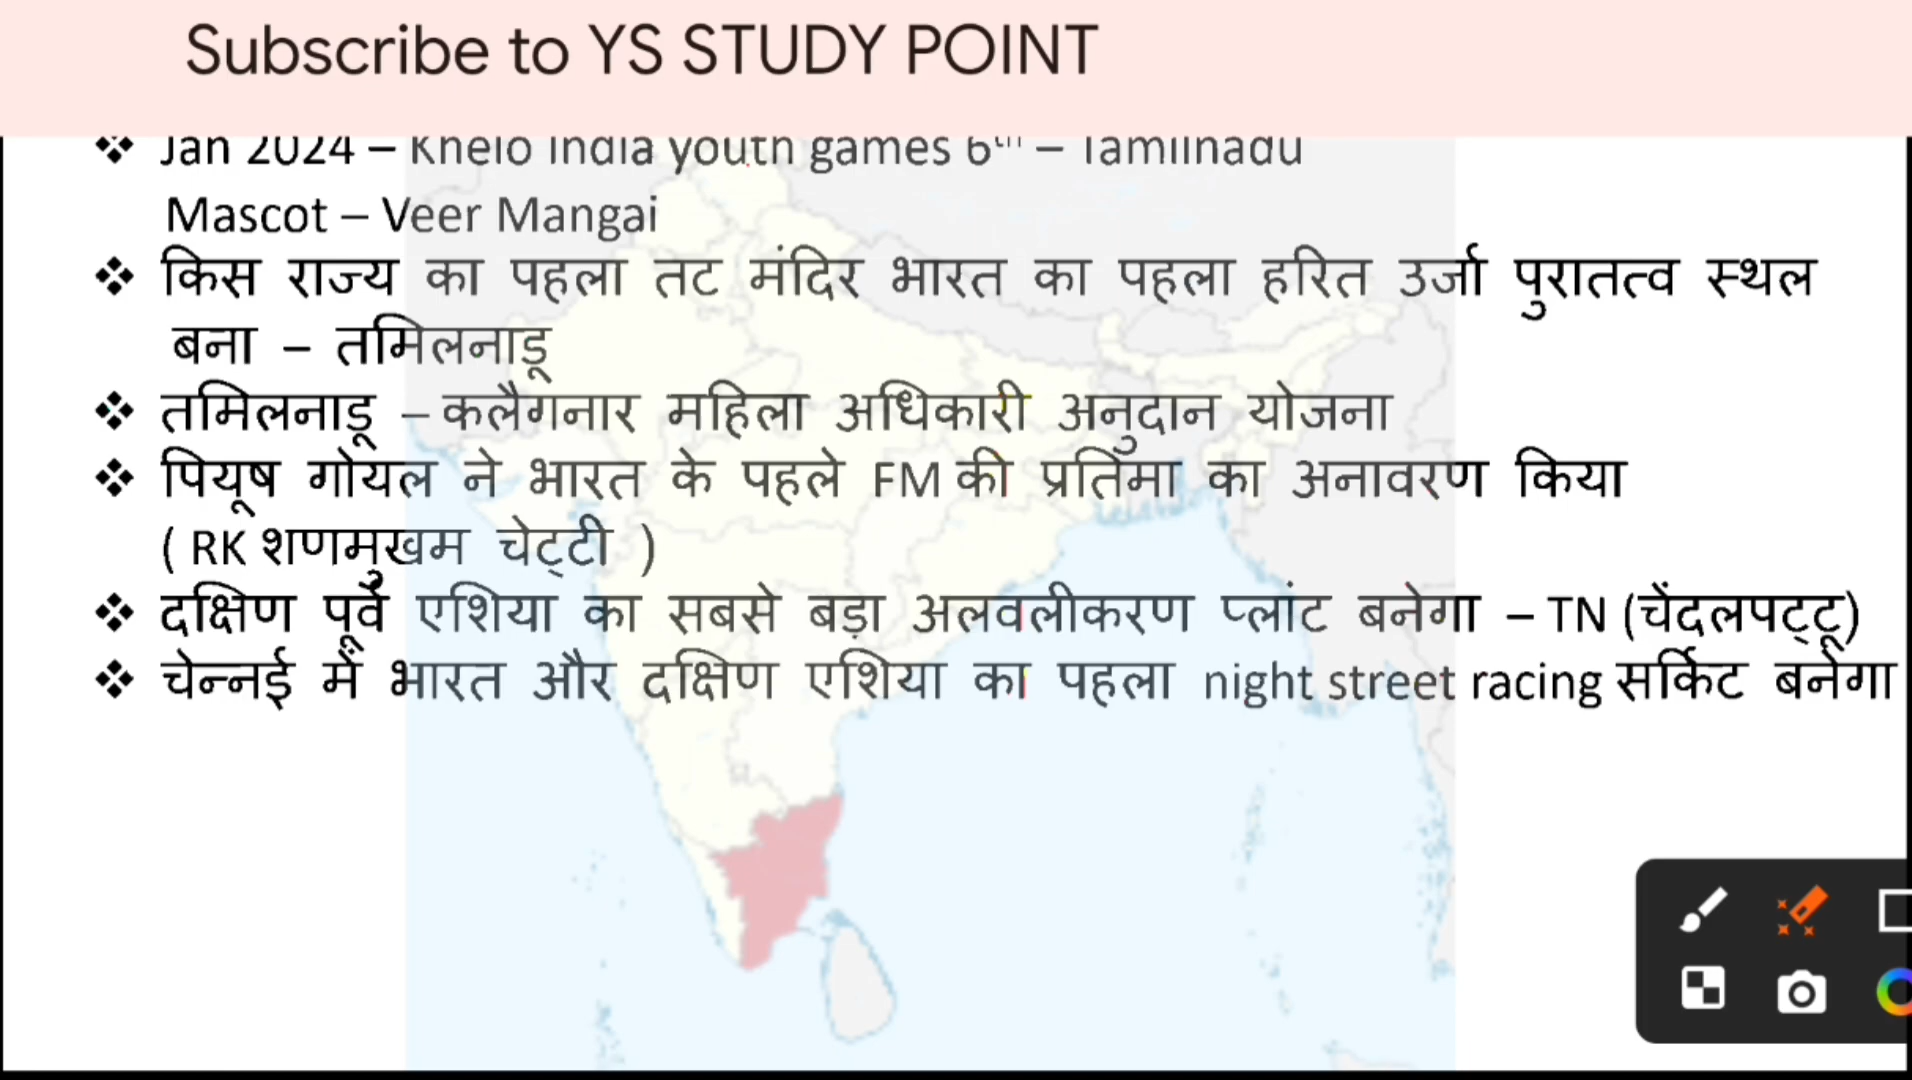 Subscribe to YS STUDY POINT
❖ Jan 2024 – Khelo India youth games 6th – Tamilnadu
Mascot – Veer Mangai
❖ किस राज्य का पहला तट मंदिर भारत का पहला हरित उर्जा पुरातत्व स्थल
बना – तमिलनाडू
❖ तमिलनाडू – कलैगनार महिला अधिकारी अनुदान योजना
❖ पियूष गोयल ने भारत के पहले FM की प्रतिमा का अनावरण किया
( RK शणमुखम चेट्टी )
❖ दक्षिण पूर्व एशिया का सबसे बड़ा अलवलीकरण प्लांट बनेगा – TN (चेंदलपट्टू)
❖ चेन्नई में भारत और दक्षिण एशिया का पहला night street racing सर्किट बनेगा